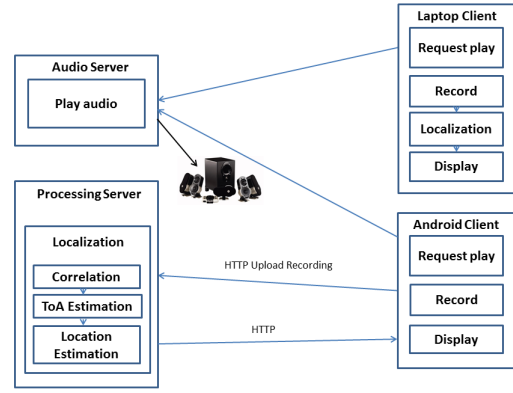 Audio Server
Play audio
Processing Server
Localization
Correlation
ToA Estimation
Location
Estimation
HTTP Upload Recording
HTTP
Laptop Client
Request play
Record
Localization
Display
Android Client
Request play
Record
Display